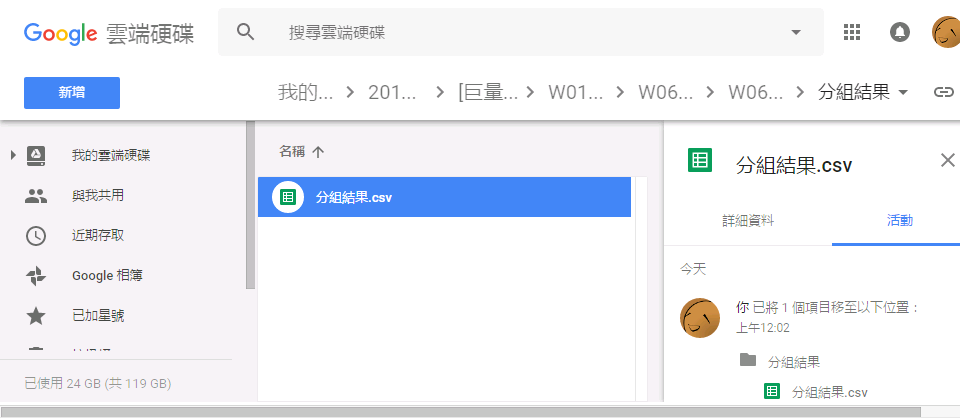 Google 雲端硬碟
搜尋雲端硬碟
新增
我的... > 201... > [巨量... > W01... > W06... > W06... > 分組結果
我的雲端硬碟
與我共用
近期存取
Google 相簿
已加星號
已使用 24 GB (共 119 GB)
名稱
分組結果.csv
分組結果.csv
詳細資料
活動
今天
你 已將 1 個項目移至以下位置：
上午12:02
分組結果
分組結果.csv